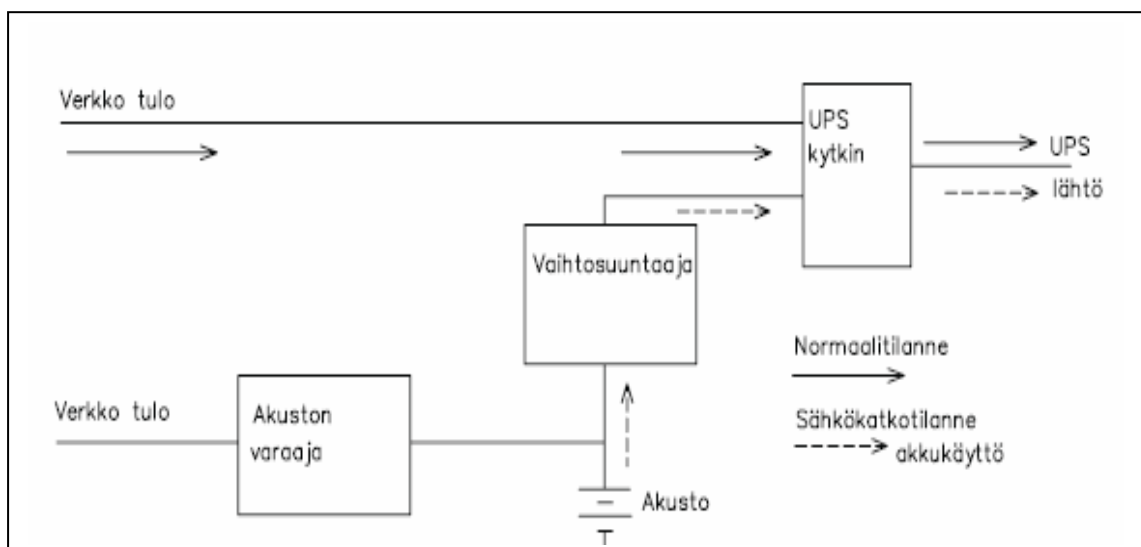 Verkko tulo
UPS
kytkin
UPS
lähtö
Vaihtosuuntaaja
Normaalitilanne
Verkko tulo
Akuston
varaaja
Sähkökatkotilanne
akkukäyttö
Akusto